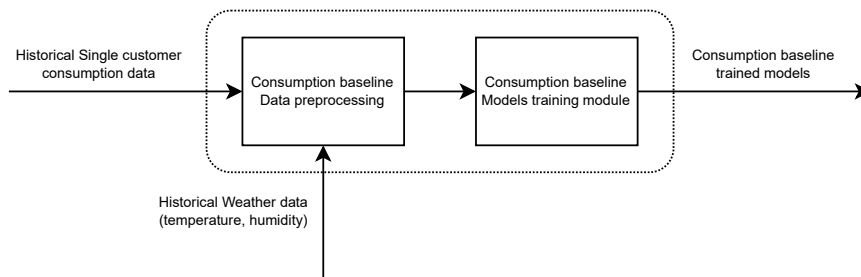 Historical Single customer
consumption data
Consumption baseline
Data preprocessing
Consumption baseline
Models training module
Consumption baseline
trained models
Historical Weather data
(temperature, humidity)